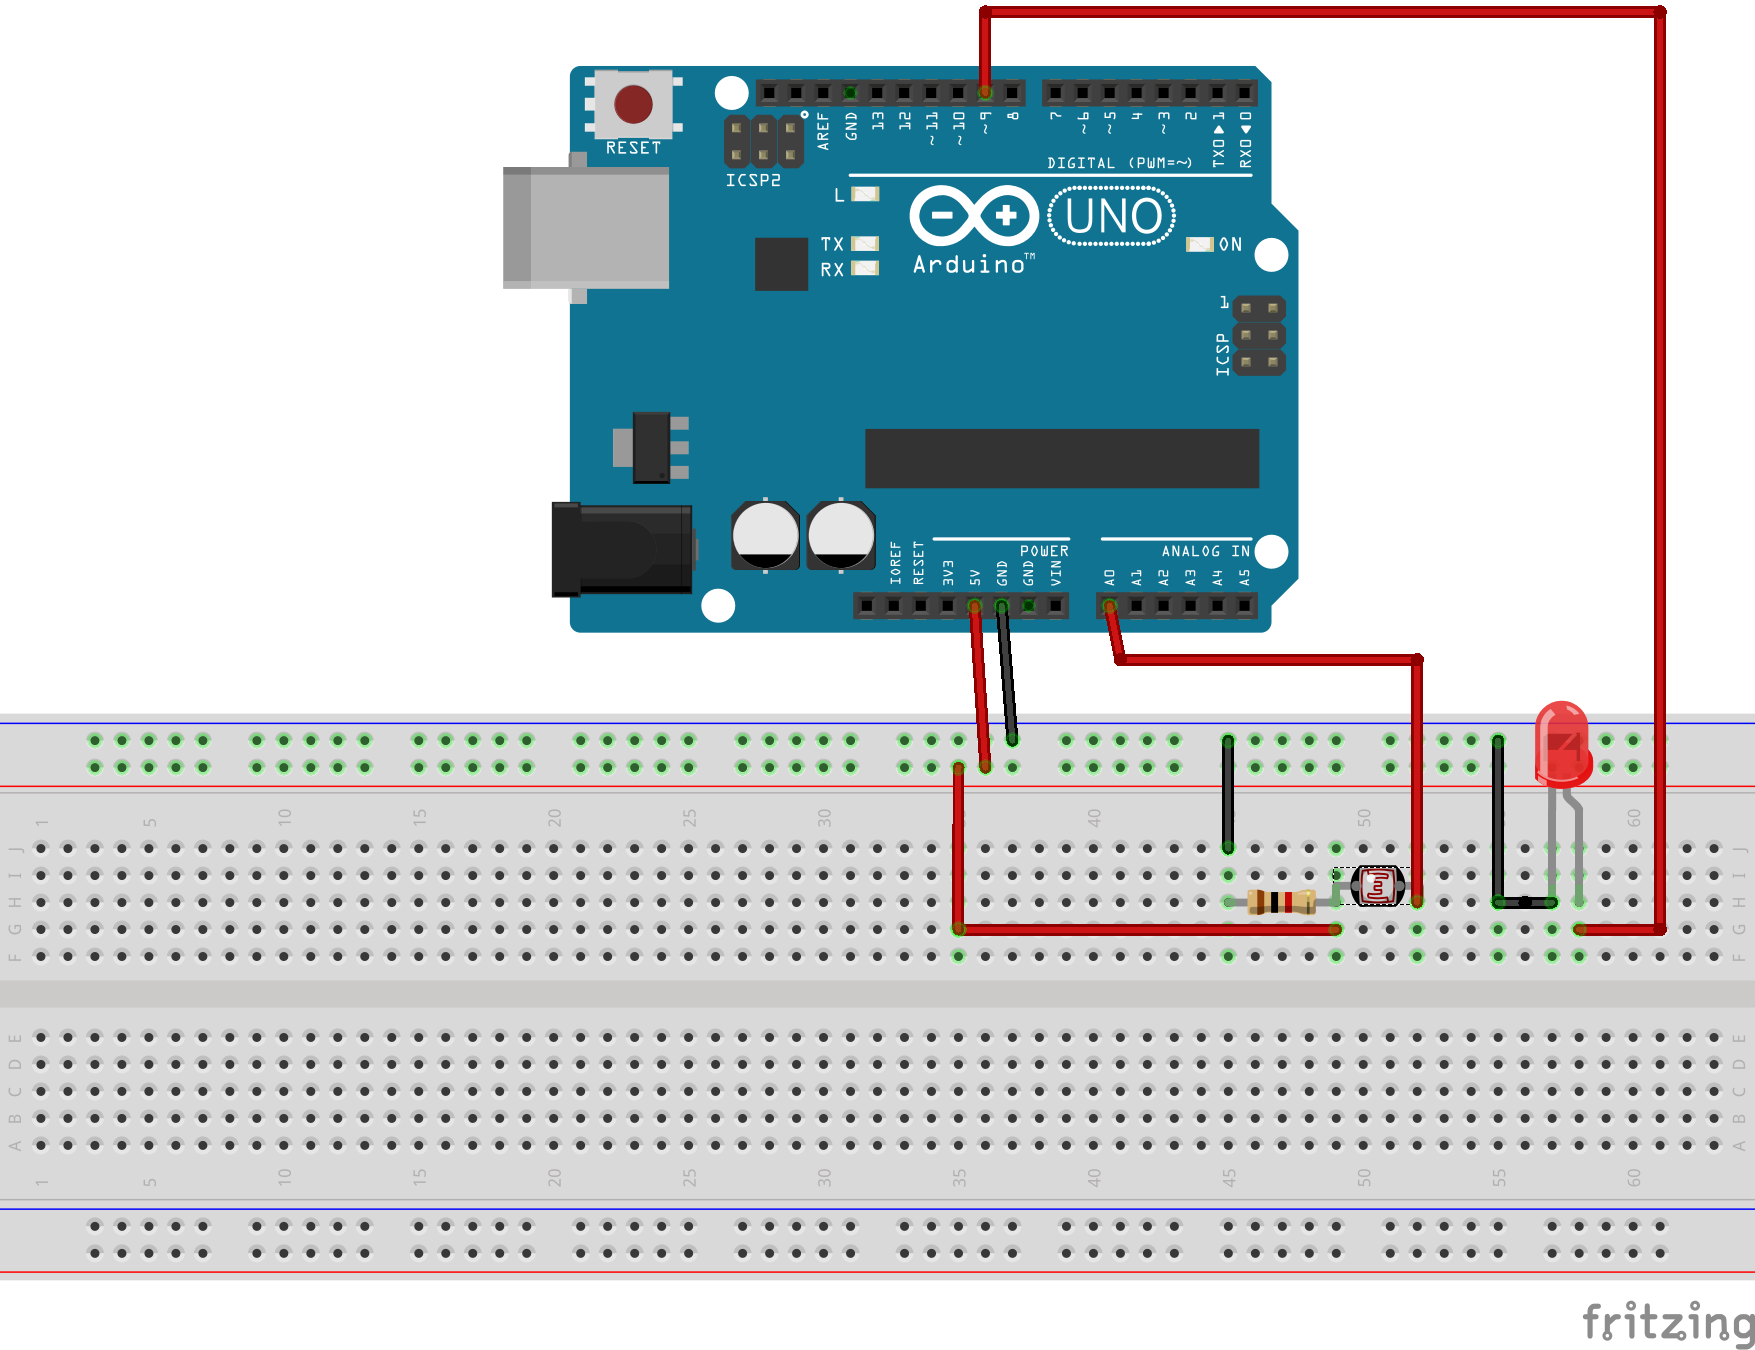 RESET
ICSP2
AREF
GND
13
12
~11
~10
~9
8
7
~6
~5
4
~3
2
TX0▶1
RX0◀0
DIGITAL (PWM=~)
L
TX
RX
UNO
ON
Arduino™
1
ICSP
IOREF
RESET
3V3
5V
GND
GND
VIN
POWER
A0
A1
A2
A3
A4
A5
ANALOG IN
1 5 10 15 20 25 30 40 50 60
J J
I I
H H
G G
F F
E E
D D
C C
B B
A A
1 5 10 15 20 25 30 35 40 45 50 55 60
fritzing